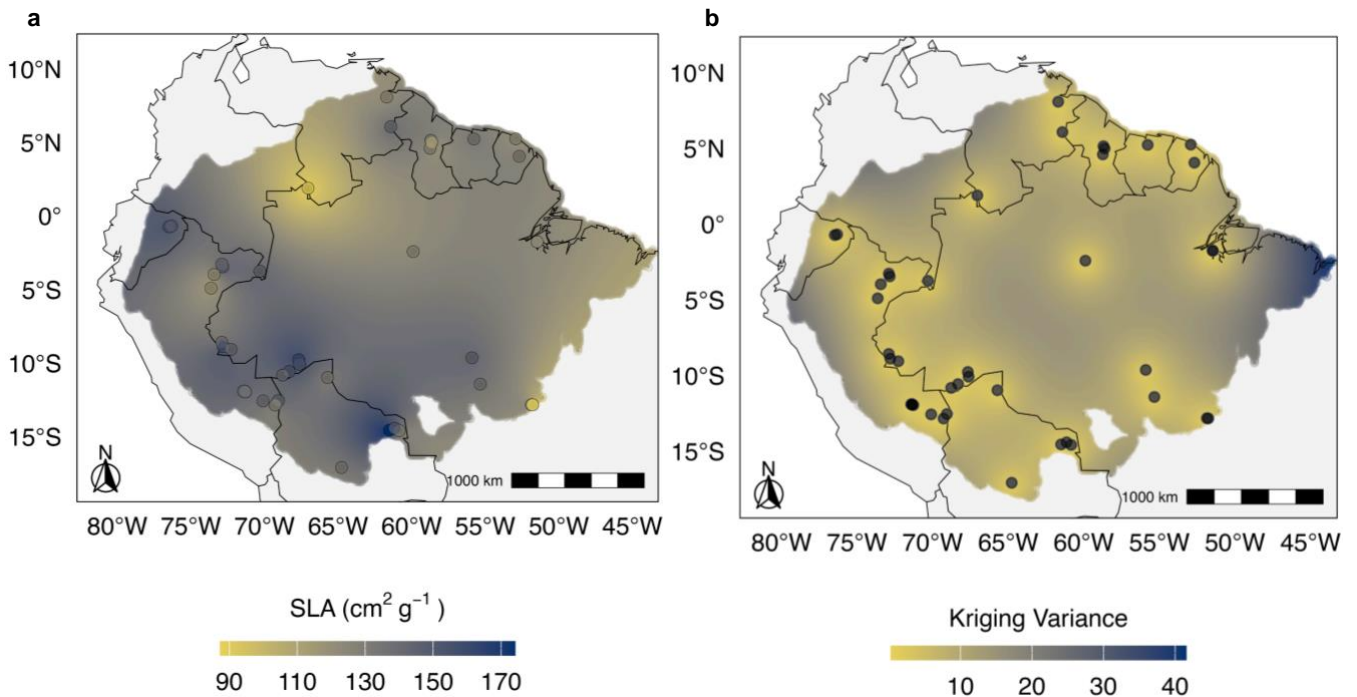 a
10°N
5°N
0°
5°S
10°S
15°S
N
1000 km
80°W 75°W 70°W 65°W 60°W 55°W 50°W 45°W
SLA (cm² g⁻¹ )
90 110 130 150 170
b
10°N
5°N
0°
5°S
10°S
15°S
N
1000 km
80°W 75°W 70°W 65°W 60°W 55°W 50°W 45°W
Kriging Variance
10 20 30 40